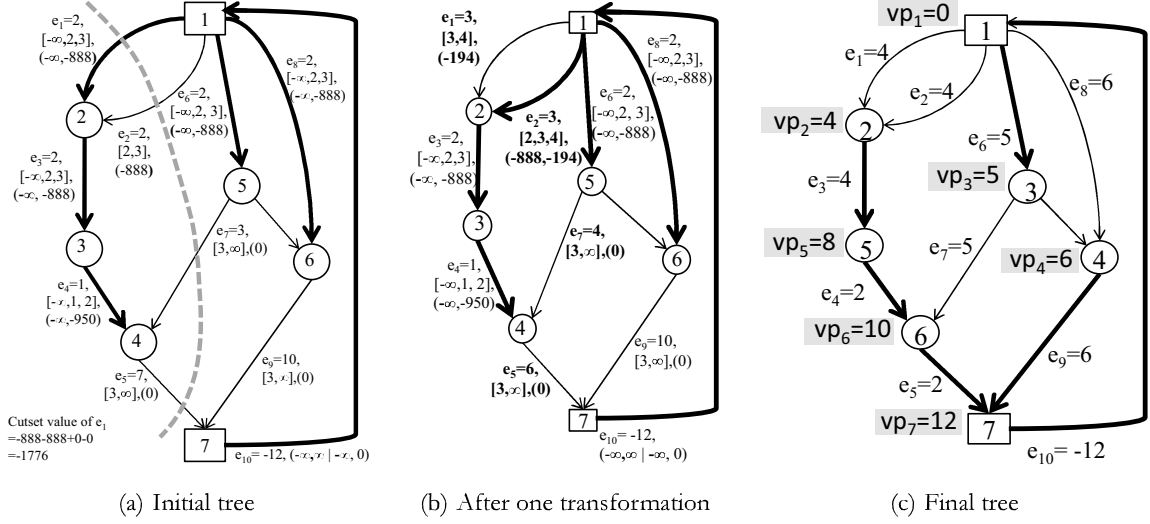 1
e1=2,
[-∞,2,3],
(-∞,-888)
e8=2,
[-∞,2,3],
(-∞,-888)
2
e2=2,
[2,3],
(-888)
e6=2,
[-∞,2, 3],
(-∞,-888)
e3=2,
[-∞,2,3],
(-∞, -888)
5
3
e7=3,
[3,∞],(0)
6
e4=1,
[-∞,1, 2],
(-∞,-950)
4
e5=7,
[3,∞],(0)
e9=10,
[3,∞],(0)
7
e10= -12, (-∞,∞ | -∞, 0)
Cutset value of e1
=-888-888+0-0
=-1776
(a) Initial tree
1
e1=3,
[3,4],
(-194)
e8=2,
[-∞,2,3],
(-∞,-888)
2
e2=3,
[2,3,4],
(-888,-194)
e6=2,
[-∞,2, 3],
(-∞,-888)
e3=2,
[-∞,2,3],
(-∞, -888)
5
3
e7=4,
[3,∞],(0)
6
e4=1,
[-∞,1, 2],
(-∞,-950)
4
e5=6,
[3,∞],(0)
e9=10,
[3,∞],(0)
7
e10= -12,
(-∞,∞ | -∞, 0)
(b) After one transformation
vp1=0
1
e1=4
e2=4
e8=6
vp2=4
2
e6=5
e3=4
vp3=5
3
vp5=8
5
e7=5
vp4=6
4
e4=2
vp6=10
6
e9=6
e5=2
vp7=12
7
e10= -12
(c) Final tree